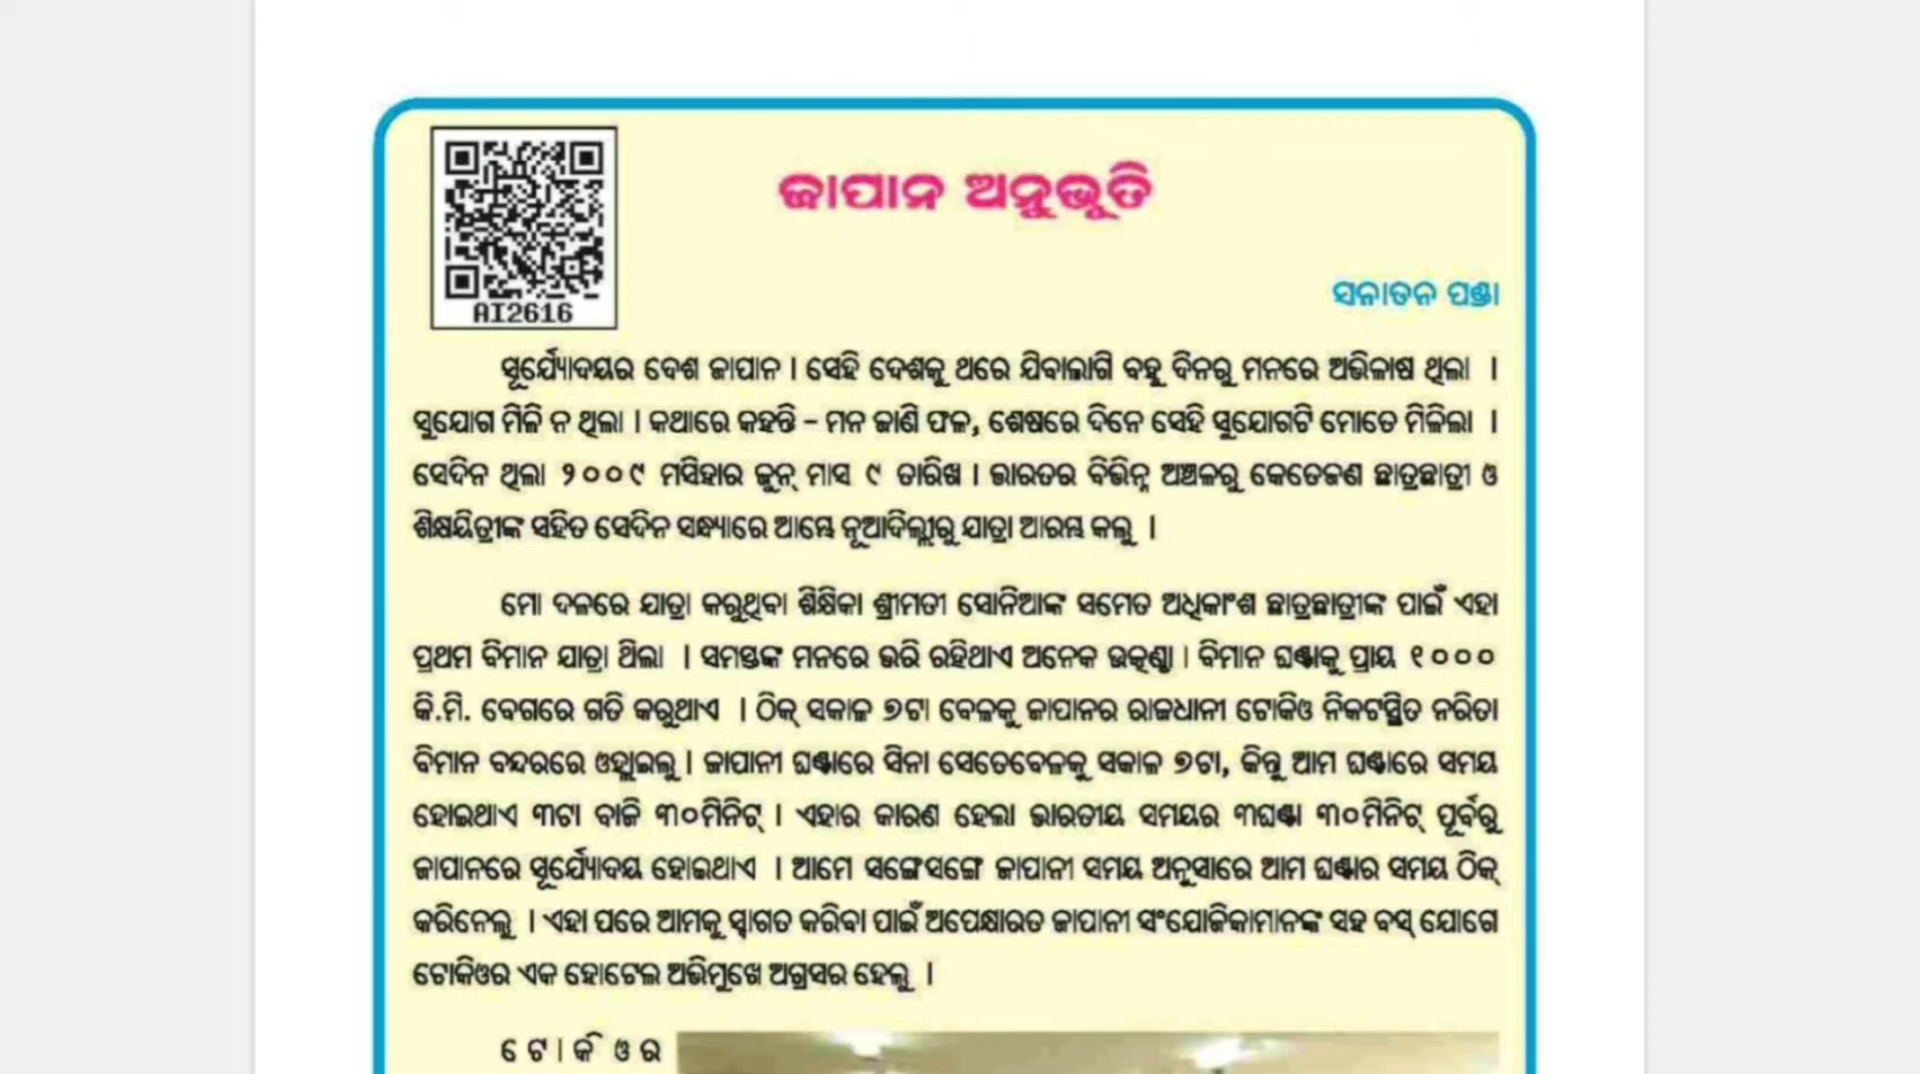 ଜାପାନ ଅନୁଭୂତି
AI2616
ସନାତନ ପଣ୍ଡା
ସୂର୍ଯ୍ୟୋଦୟର ଦେଶ ଜାପାନ । ସେହି ଦେଶକୁ ଥରେ ଯିବାଲାଗି ବହୁ ଦିନରୁ ମନରେ ଅଭିଳାଷ ଥିଲା ।
ସୁଯୋଗ ମିଳି ନ ଥିଲା । କଥାରେ କହନ୍ତି – ମନ ଜାଣି ଫଳ, ଶେଷରେ ଦିନେ ସେହି ସୁଯୋଗଟି ମୋତେ ମିଳିଲା ।
ସେଦିନ ଥିଲା ୨୦୦୯ ମସିହାର ଜୁନ୍ ମାସ ୯ ତାରିଖ । ଭାରତର ବିଭିନ୍ନ ଅଞ୍ଚଳରୁ କେତେଜଣ ଛାତ୍ରଛାତ୍ରୀ ଓ
ଶିକ୍ଷୟିତ୍ରୀଙ୍କ ସହିତ ସେଦିନ ସନ୍ଧ୍ୟାରେ ଆମ୍ଭେ ନୂଆଦିଲ୍ଲୀରୁ ଯାତ୍ରା ଆରମ୍ଭ କଲୁ ।
ମୋ ଦଳରେ ଯାତ୍ରା କରୁଥିବା ଶିକ୍ଷିକା ଶ୍ରୀମତୀ ସୋନିଆଙ୍କ ସମେତ ଅଧିକାଂଶ ଛାତ୍ରଛାତ୍ରୀଙ୍କ ପାଇଁ ଏହା
ପ୍ରଥମ ବିମାନ ଯାତ୍ରା ଥିଲା । ସମସ୍ତଙ୍କ ମନରେ ଭରି ରହିଥାଏ ଅନେକ ଉତ୍କଣ୍ଠା । ବିମାନ ଘଣ୍ଟାକୁ ପ୍ରାୟ ୧୦୦୦
କି.ମି. ବେଗରେ ଗତି କରୁଥାଏ । ଠିକ୍ ସକାଳ ୭ଟା ବେଳକୁ ଜାପାନର ରାଜଧାନୀ ଟୋକିଓ ନିକଟସ୍ଥିତ ନରିତା
ବିମାନ ବନ୍ଦରରେ ଓହ୍ଲାଇଲୁ । ଜାପାନୀ ଘଣ୍ଟାରେ ସିନା ସେତେବେଳକୁ ସକାଳ ୭ଟା, କିନ୍ତୁ ଆମ ଘଣ୍ଟାରେ ସମୟ
ହୋଇଥାଏ ୩ଟା ବାଜି ୩୦ମିନିଟ୍ । ଏହାର କାରଣ ହେଲା ଭାରତୀୟ ସମୟର ୩ଘଣ୍ଟା ୩୦ମିନିଟ୍ ପୂର୍ବରୁ
ଜାପାନରେ ସୂର୍ଯ୍ୟୋଦୟ ହୋଇଥାଏ । ଆମେ ସଙ୍ଗେସଙ୍ଗେ ଜାପାନୀ ସମୟ ଅନୁସାରେ ଆମ ଘଣ୍ଟାର ସମୟ ଠିକ୍
କରିନେଲୁ । ଏହା ପରେ ଆମକୁ ସ୍ୱାଗତ କରିବା ପାଇଁ ଅପେକ୍ଷାରତ ଜାପାନୀ ସଂଯୋଜିକାମାନଙ୍କ ସହ ବସ୍ ଯୋଗେ
ଟୋକିଓର ଏକ ହୋଟେଲ ଅଭିମୁଖେ ଅଗ୍ରସର ହେଲୁ ।
ଟୋକିଓର